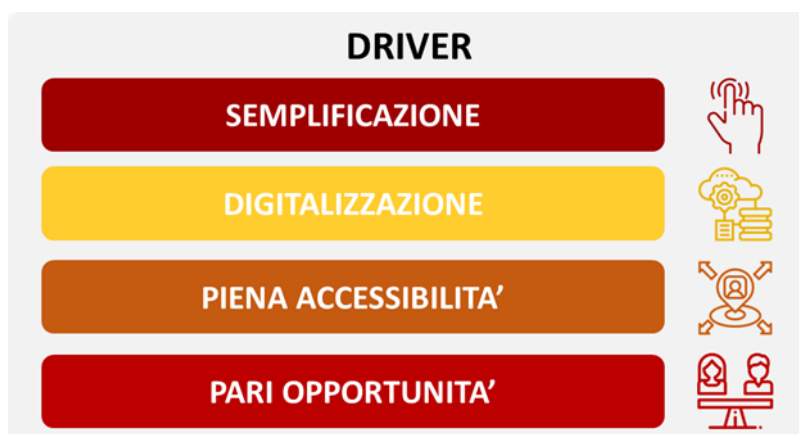 DRIVER
SEMPLIFICAZIONE
DIGITALIZZAZIONE
PIENA ACCESSIBILITA’
PARI OPPORTUNITA’